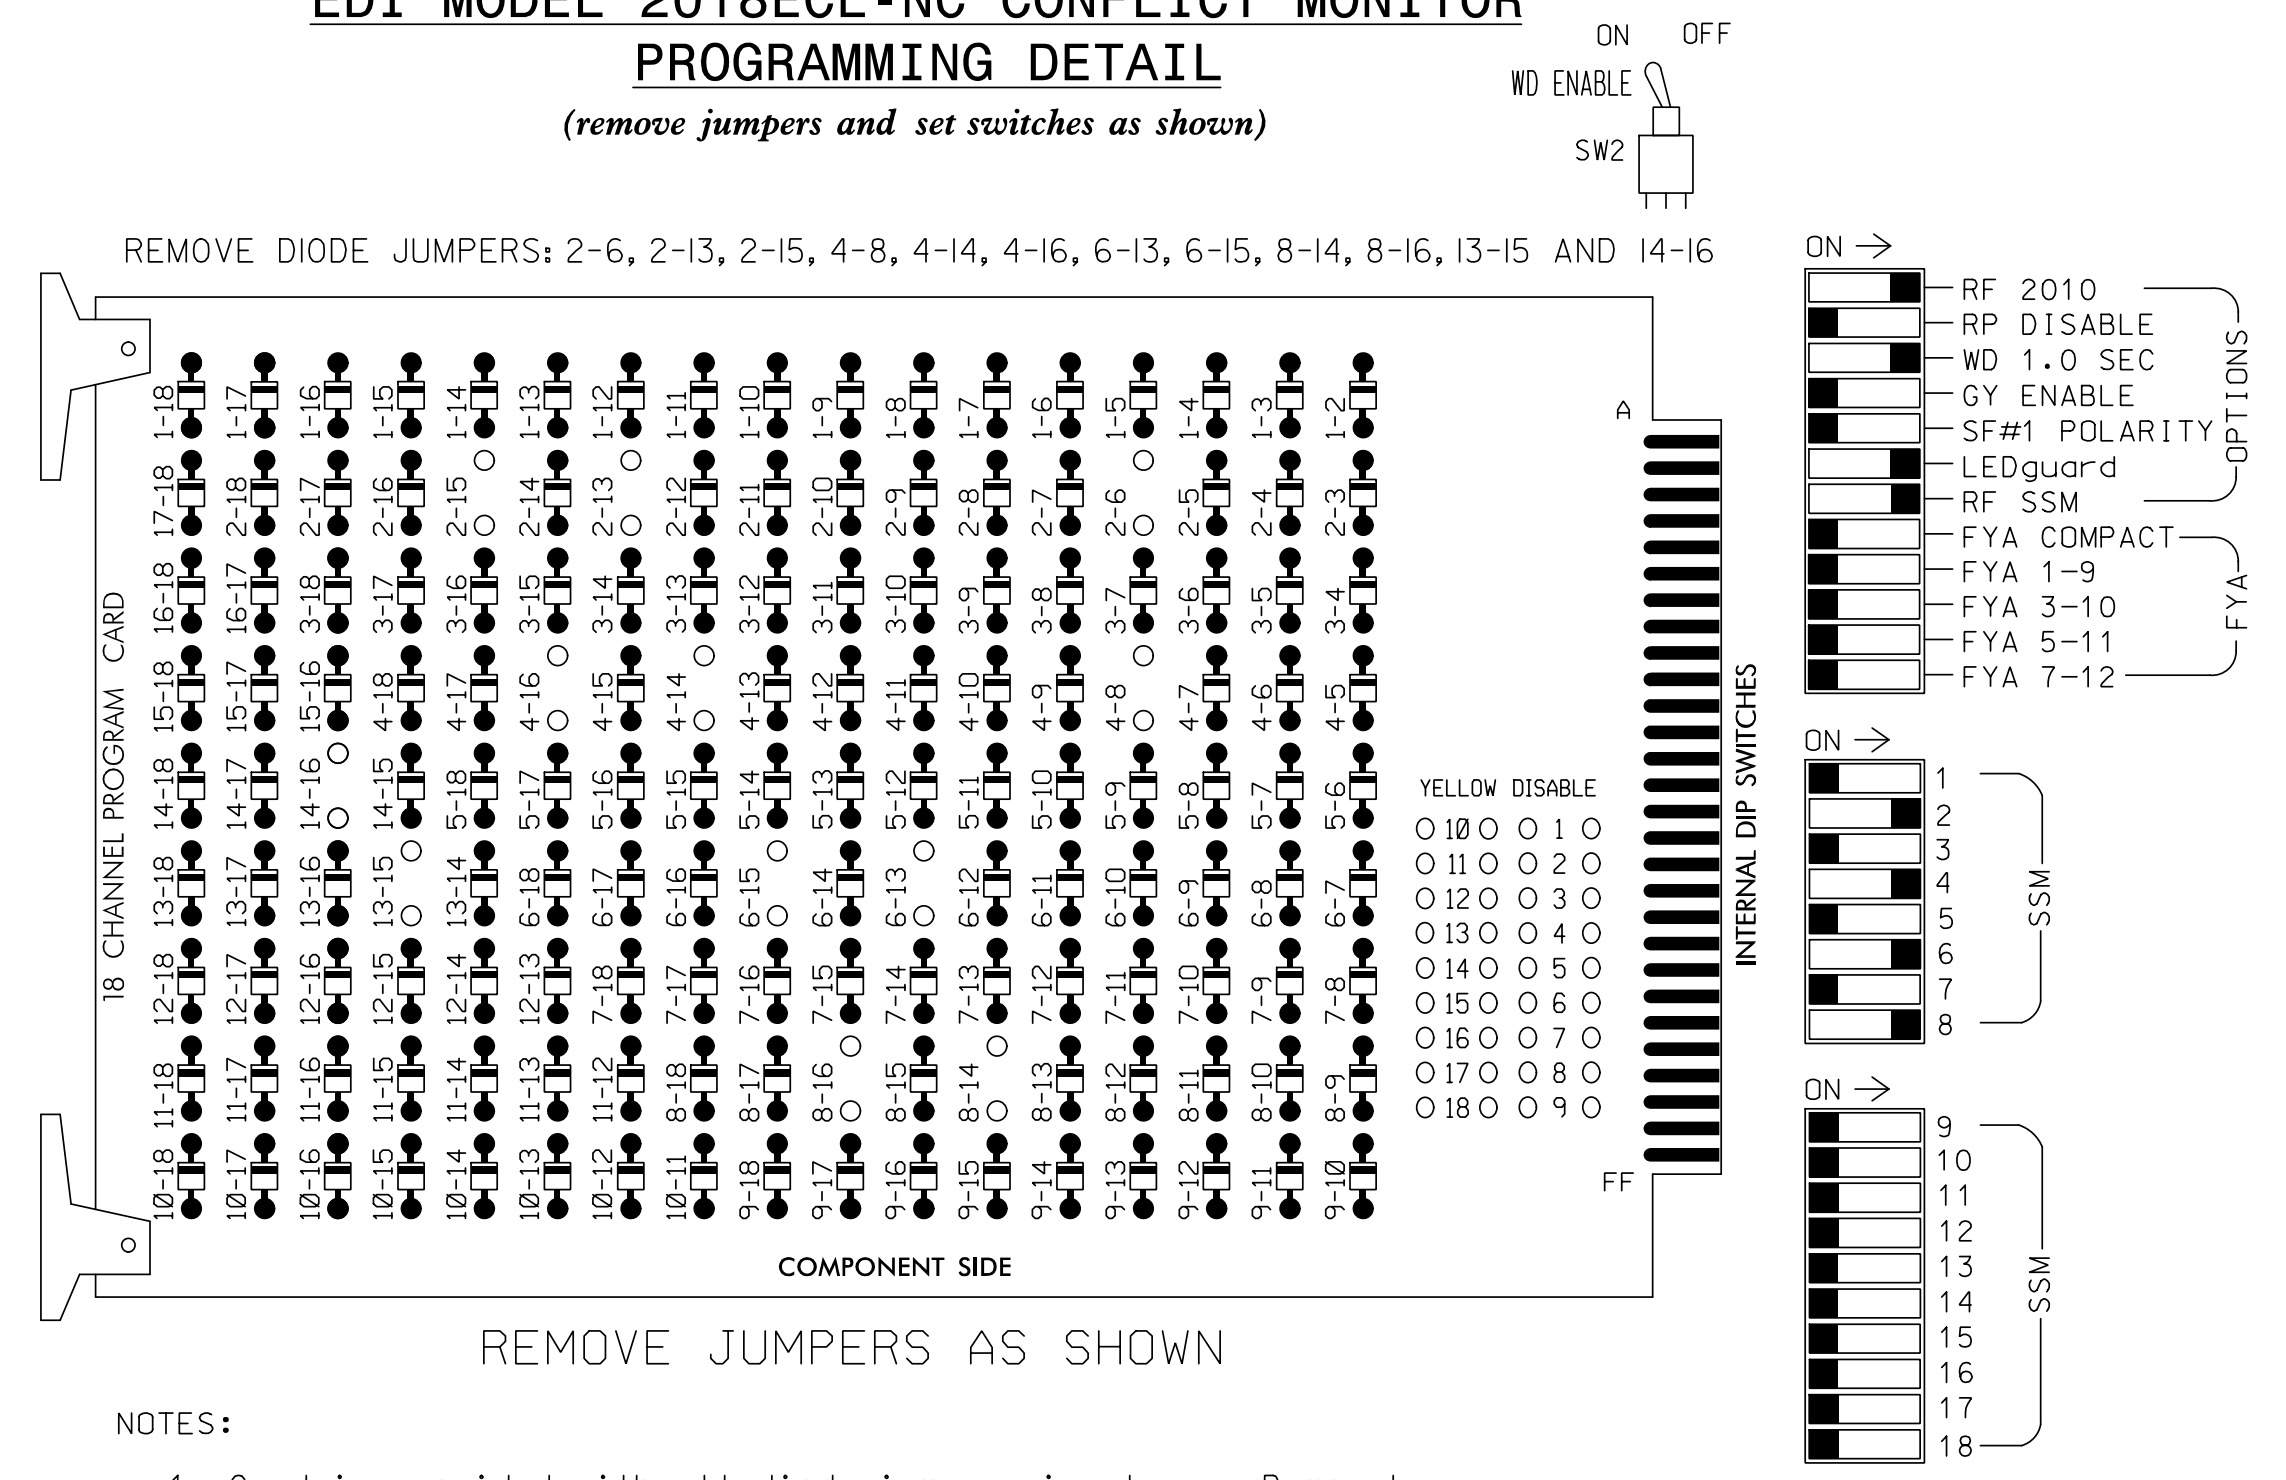 EDI MODEL 2018ECL-NC CONFLICT MONITOR
PROGRAMMING DETAIL
(remove jumpers and set switches as shown)
ON OFF
WD ENABLE
SW2
REMOVE DIODE JUMPERS: 2-6, 2-13, 2-15, 4-8, 4-14, 4-16, 6-13, 6-15, 8-14, 8-16, 13-15 AND 14-16
18 CHANNEL PROGRAM CARD
1-18 1-17 1-16 1-15 1-14 1-13 1-12 1-11 1-10 1-9 1-8 1-7 1-6 1-5 1-4 1-3 1-2
17-18 2-18 2-17 2-16 2-15 2-14 2-13 2-12 2-11 2-10 2-9 2-8 2-7 2-6 2-5 2-4 2-3
16-18 16-17 3-18 3-17 3-16 3-15 3-14 3-13 3-12 3-11 3-10 3-9 3-8 3-7 3-6 3-5 3-4
15-18 15-17 15-16 4-18 4-17 4-16 4-15 4-14 4-13 4-12 4-11 4-10 4-9 4-8 4-7 4-6 4-5
14-18 14-17 14-16 14-15 5-18 5-17 5-16 5-15 5-14 5-13 5-12 5-11 5-10 5-9 5-8 5-7 5-6
13-18 13-17 13-16 13-15 13-14 6-18 6-17 6-16 6-15 6-14 6-13 6-12 6-11 6-10 6-9 6-8 6-7
12-18 12-17 12-16 12-15 12-14 12-13 7-18 7-17 7-16 7-15 7-14 7-13 7-12 7-11 7-10 7-9 7-8
11-18 11-17 11-16 11-15 11-14 11-13 11-12 8-18 8-17 8-16 8-15 8-14 8-13 8-12 8-11 8-10 8-9
10-18 10-17 10-16 10-15 10-14 10-13 10-12 10-11 9-18 9-17 9-16 9-15 9-14 9-13 9-12 9-11 9-10
YELLOW DISABLE
10 1
11 2
12 3
13 4
14 5
15 6
16 7
17 8
18 9
A
FF
COMPONENT SIDE
REMOVE JUMPERS AS SHOWN
INTERNAL DIP SWITCHES
ON
RF 2010
RP DISABLE
WD 1.0 SEC
GY ENABLE
SF#1 POLARITY
LEDguard
RF SSM
OPTIONS
FYA COMPACT
FYA 1-9
FYA 3-10
FYA 5-11
FYA 7-12
FYA
ON
1
2
3
4
5
6
7
8
SSM
ON
9
10
11
12
13
14
15
16
17
18
SSM
NOTES: